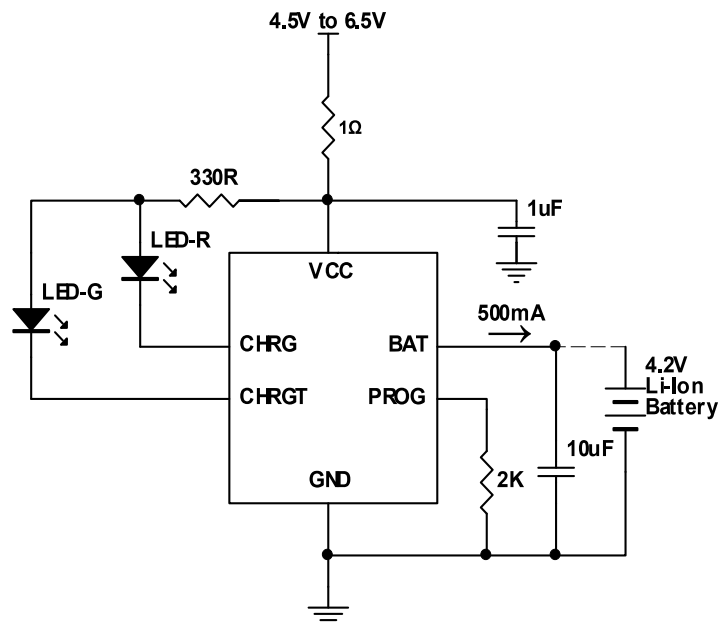 4.5V to 6.5V
1Ω
330R
1uF
LED-R
VCC
LED-G
500mA
CHRG
BAT
4.2V
Li-Ion
Battery
CHRGT
PROG
10uF
GND
2K